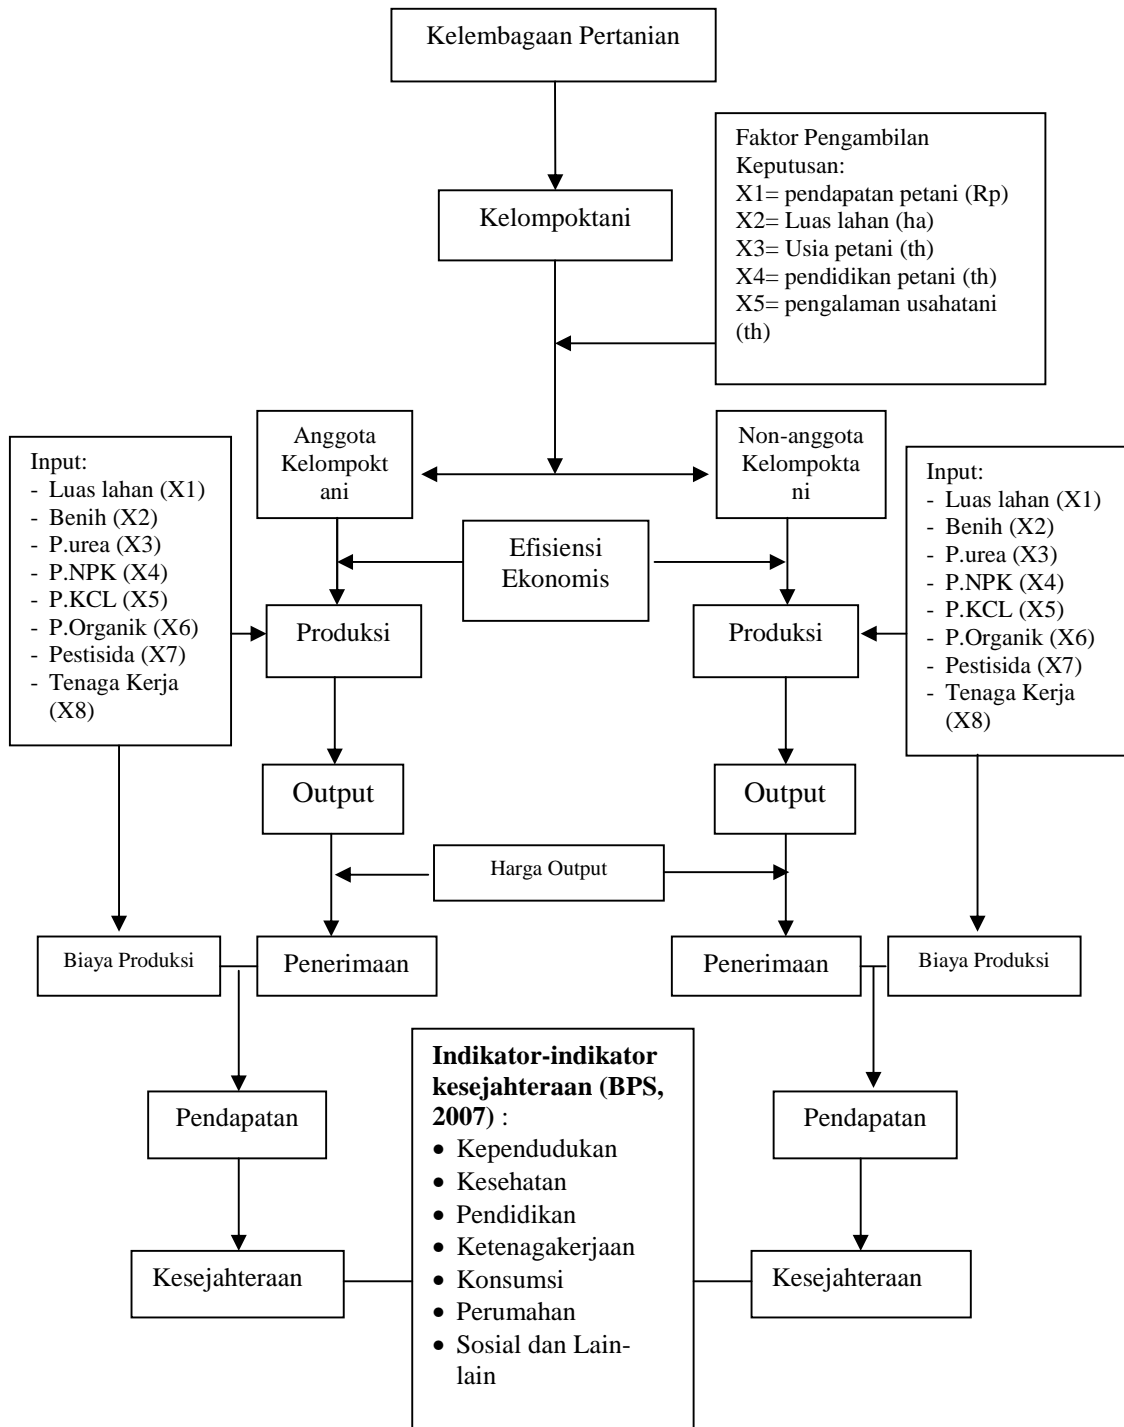 Kelembagaan Pertanian
Faktor Pengambilan
Keputusan:
X1= pendapatan petani (Rp)
X2= Luas lahan (ha)
X3= Usia petani (th)
X4= pendidikan petani (th)
X5= pengalaman usahatani
(th)
Kelompoktani
Anggota
Kelompokt
ani
Non-anggota
Kelompokta
ni
Input:
- Luas lahan (X1)
- Benih (X2)
- P.urea (X3)
- P.NPK (X4)
- P.KCL (X5)
- P.Organik (X6)
- Pestisida (X7)
- Tenaga Kerja
(X8)
Efisiensi
Ekonomis
Input:
- Luas lahan (X1)
- Benih (X2)
- P.urea (X3)
- P.NPK (X4)
- P.KCL (X5)
- P.Organik (X6)
- Pestisida (X7)
- Tenaga Kerja
(X8)
Produksi
Produksi
Output
Output
Harga Output
Biaya Produksi
Penerimaan
Penerimaan
Biaya Produksi
Indikator-indikator
kesejahteraan (BPS,
2007) :
• Kependudukan
• Kesehatan
• Pendidikan
• Ketenagakerjaan
• Konsumsi
• Perumahan
• Sosial dan Lain-
lain
Pendapatan
Pendapatan
Kesejahteraan
Kesejahteraan